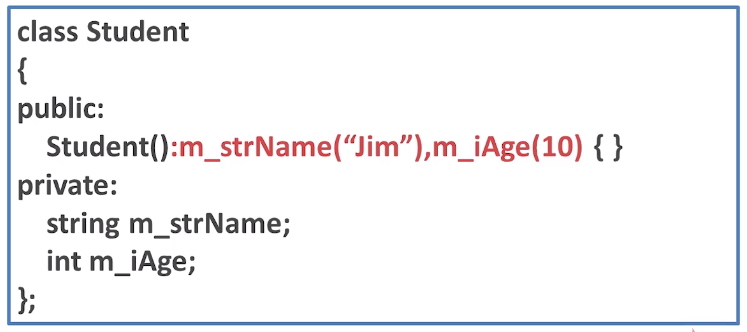 class Student
{
public:
Student():m_strName(“Jim”),m_iAge(10) { }
private:
string m_strName;
int m_iAge;
};